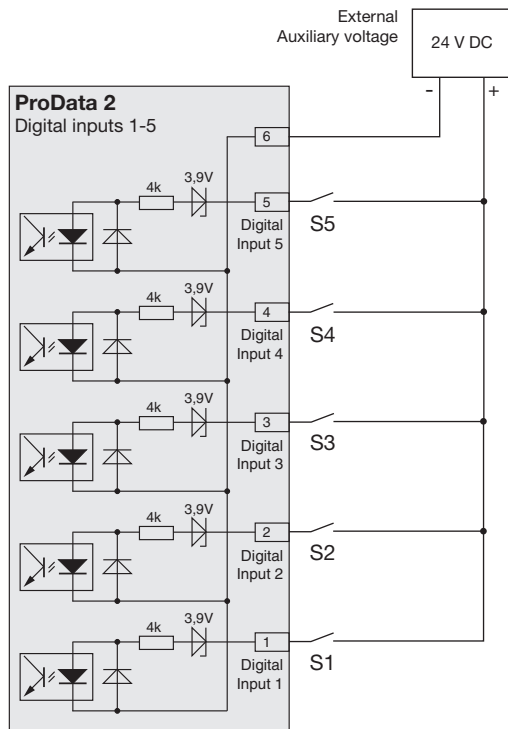 External
Auxiliary voltage
24 V DC
- +
ProData 2
Digital inputs 1-5
6
3,9V
4k
5
Digital
Input 5
S5
3,9V
4k
4
Digital
Input 4
S4
3,9V
4k
3
Digital
Input 3
S3
3,9V
4k
2
Digital
Input 2
S2
3,9V
4k
1
Digital
Input 1
S1